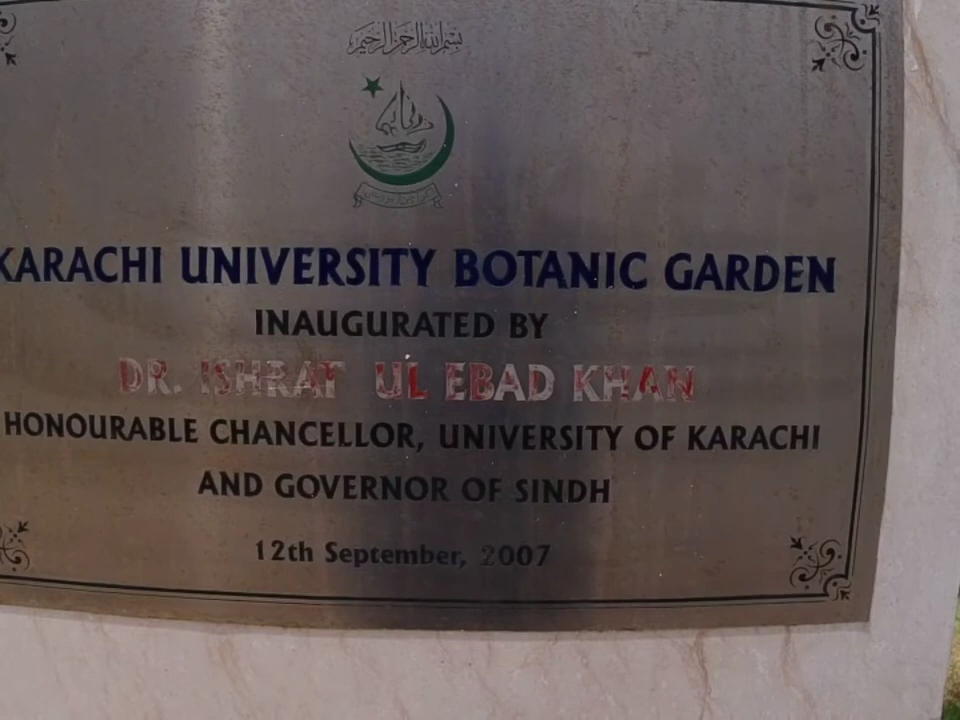 بسم الله الرحمن الرحيم
KARACHI UNIVERSITY BOTANIC GARDEN
INAUGURATED BY
DR. ISHRAT UL EBAD KHAN
HONOURABLE CHANCELLOR, UNIVERSITY OF KARACHI
AND GOVERNOR OF SINDH
12th September, 2007